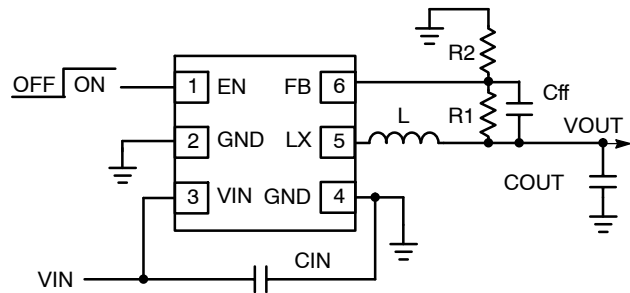 R2
OFF ON
1 EN FB 6
Cff
R1
2 GND LX 5
L
VOUT
3 VIN GND 4
COUT
CIN
VIN